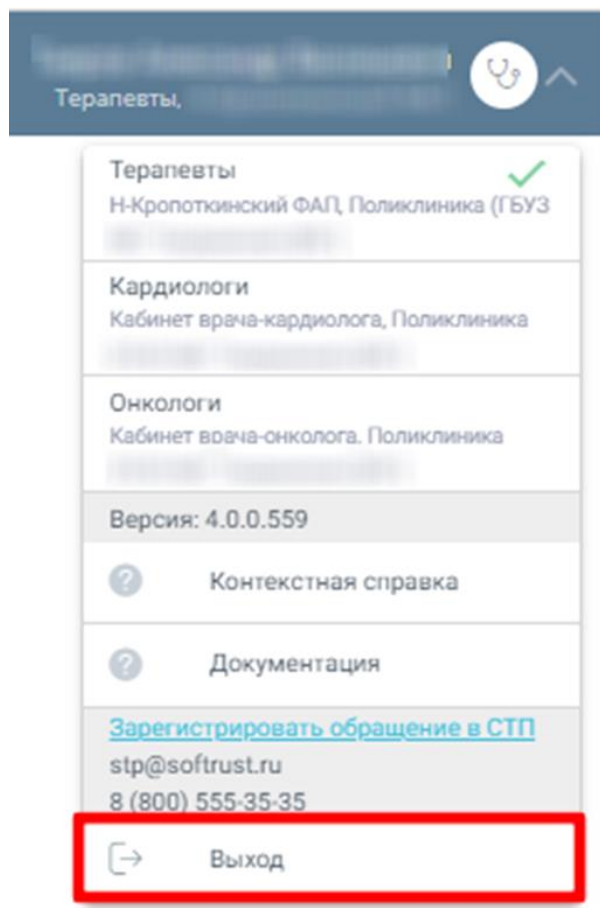 Терапевты,
Терапевты
Н-Кропоткинский ФАП, Поликлиника (ГБУЗ
Кардиологи
Кабинет врача-кардиолога, Поликлиника
Онкологи
Кабинет врача-онколога. Поликлиника
Версия: 4.0.0.559
Контекстная справка
Документация
Зарегистрировать обращение в СТП
stp@softrust.ru
8 (800) 555-35-35
Выход